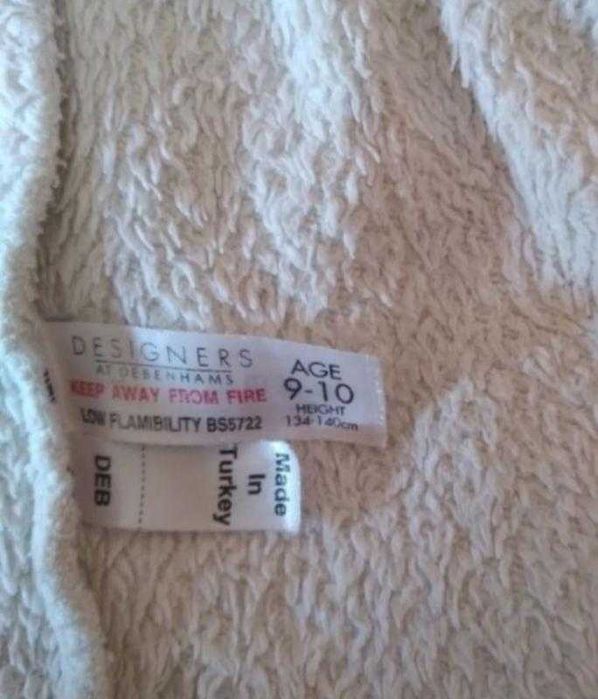 DESIGNERS
AT DEBENHAMS
KEEP AWAY FROM FIRE
LOW FLAMIBILITY BS5722
AGE
9-10
HEIGHT
134-140cm
Made
In
Turkey
DEB